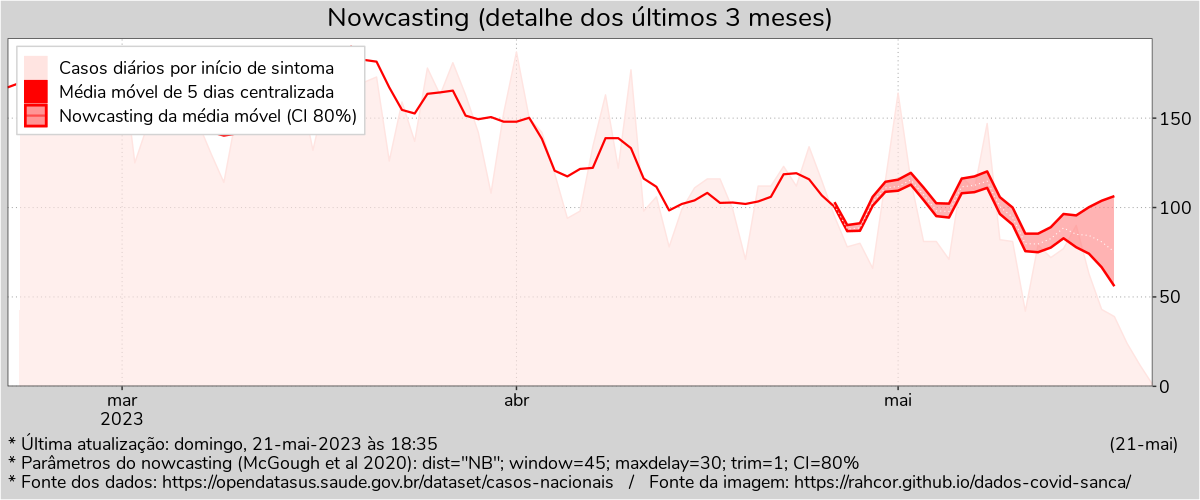 Nowcasting (detalhe dos últimos 3 meses)
Casos diários por início de sintoma
Média móvel de 5 dias centralizada
Nowcasting da média móvel (CI 80%)
150
100
50
0
mar
2023
abr
mai
* Última atualização: domingo, 21-mai-2023 às 18:35
(21-mai)
* Parâmetros do nowcasting (McGough et al 2020): dist="NB"; window=45; maxdelay=30; trim=1; CI=80%
* Fonte dos dados: https://opendatasus.saude.gov.br/dataset/casos-nacionais / Fonte da imagem: https://rahcor.github.io/dados-covid-sanca/